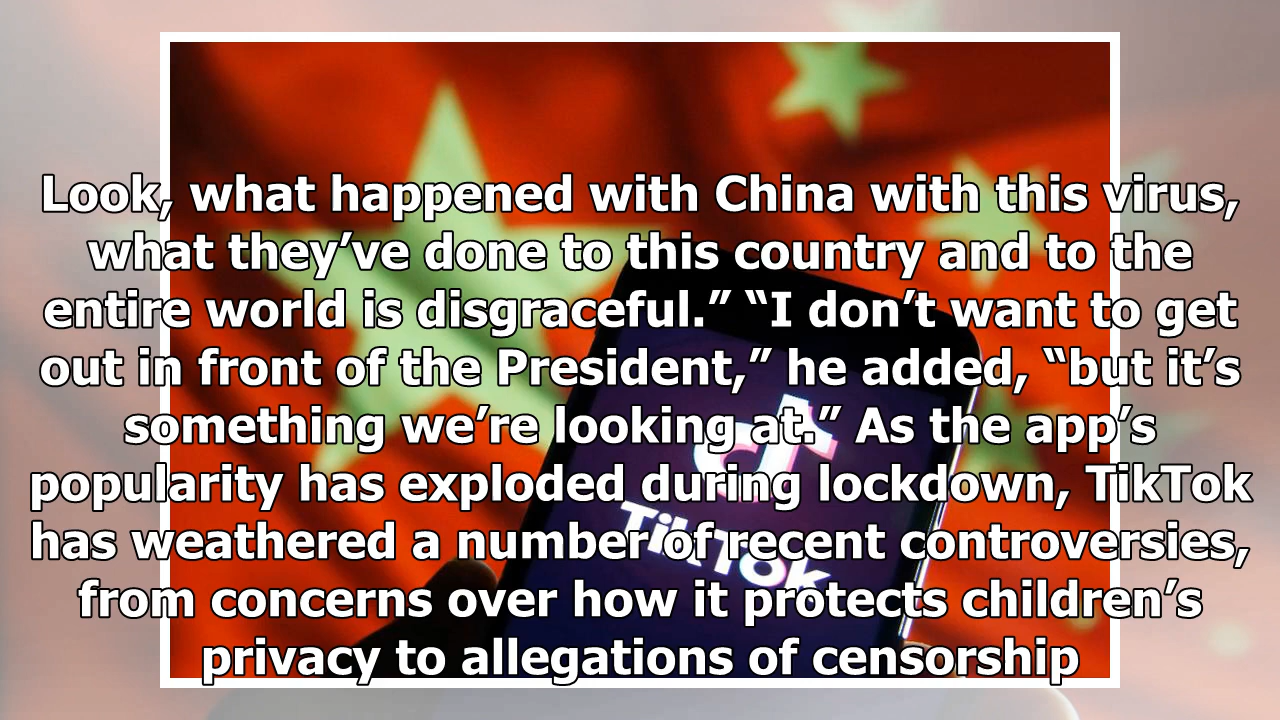 Look, what happened with China with this virus,
what they’ve done to this country and to the
entire world is disgraceful.” “I don’t want to get
out in front of the President,” he added, “but it’s
something we’re looking at.” As the app’s
popularity has exploded during lockdown, TikTok
has weathered a number of recent controversies,
from concerns over how it protects children’s
privacy to allegations of censorship
TikTok